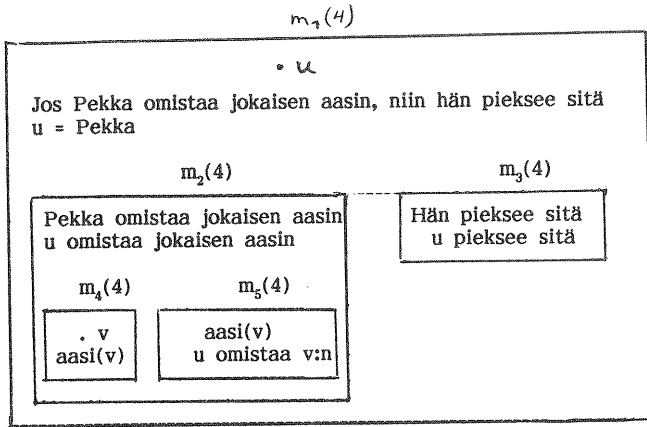 m₁(4)
• u
Jos Pekka omistaa jokaisen aasin, niin hän pieksee sitä
u = Pekka
m₂(4) m₃(4)
Pekka omistaa jokaisen aasin
u omistaa jokaisen aasin
Hän pieksee sitä
u pieksee sitä
m₄(4) m₅(4)
. v
aasi(v)
aasi(v)
u omistaa v:n